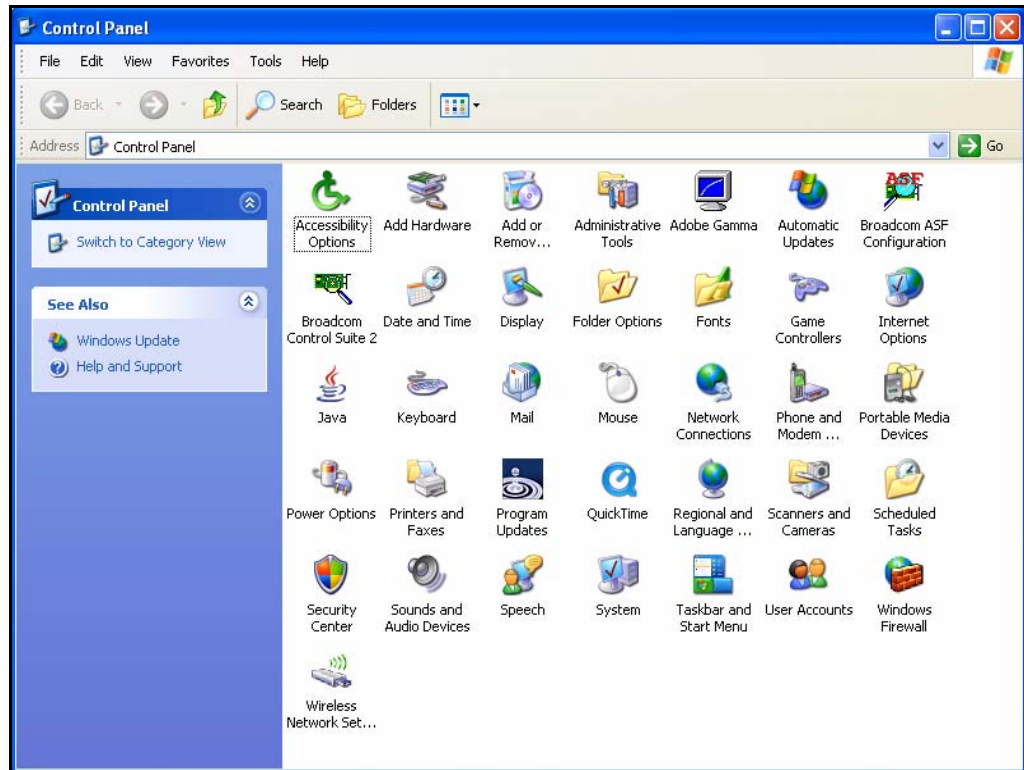 Control Panel
File Edit View Favorites Tools Help
Back Search Folders
Address Control Panel Go
Control Panel
Switch to Category View
See Also
Windows Update
Help and Support
Accessibility Options
Add Hardware
Add or Remov...
Administrative Tools
Adobe Gamma
Automatic Updates
ASF
Broadcom ASF Configuration
Broadcom Control Suite 2
Date and Time
Display
Folder Options
Fonts
Game Controllers
Internet Options
Java
Keyboard
Mail
Mouse
Network Connections
Phone and Modem ...
Portable Media Devices
Power Options
Printers and Faxes
Program Updates
QuickTime
Regional and Language ...
Scanners and Cameras
Scheduled Tasks
Security Center
Sounds and Audio Devices
Speech
System
Taskbar and Start Menu
User Accounts
Windows Firewall
Wireless Network Set...